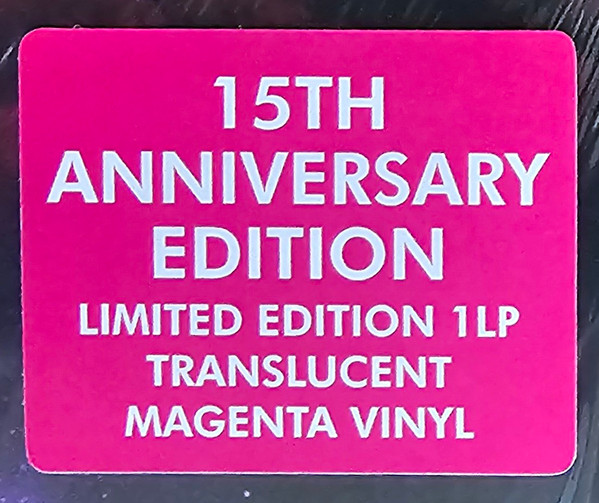 15TH
ANNIVERSARY
EDITION
LIMITED EDITION 1LP
TRANSLUCENT
MAGENTA VINYL